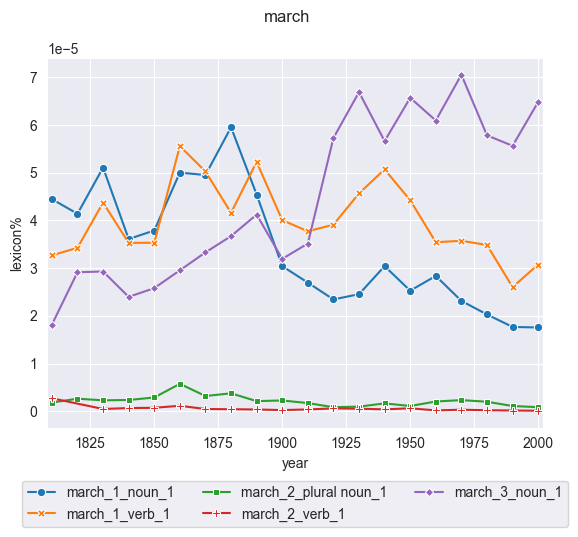 march
1e−5
7
6
5
4
3
2
1
0
lexicon%
1825 1850 1875 1900 1925 1950 1975 2000
year
march_1_noun_1 march_2_plural noun_1 march_3_noun_1
march_1_verb_1 march_2_verb_1